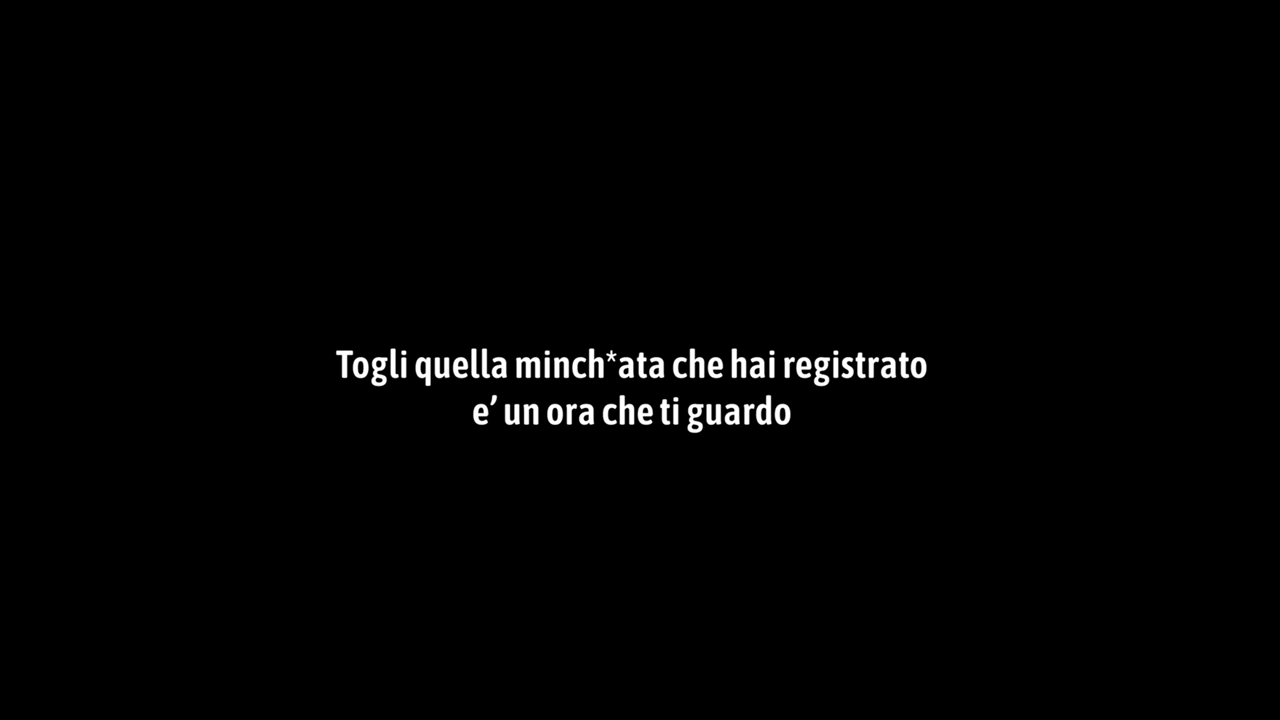 Togli quella minch*ata che hai registrato
e’ un ora che ti guardo